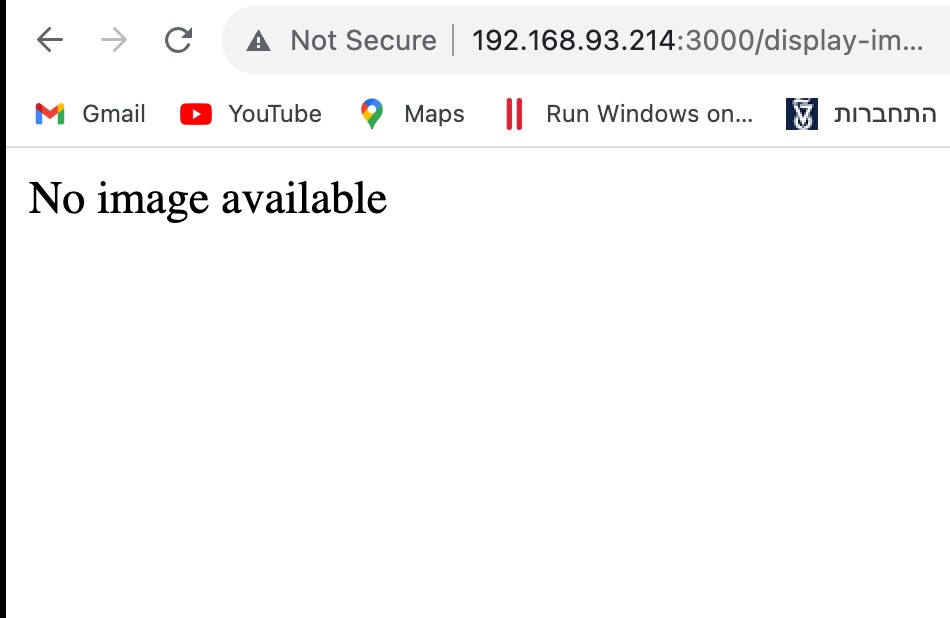 Not Secure 192.168.93.214:3000/display-im...
Gmail YouTube Maps Run Windows on... התחברות
No image available